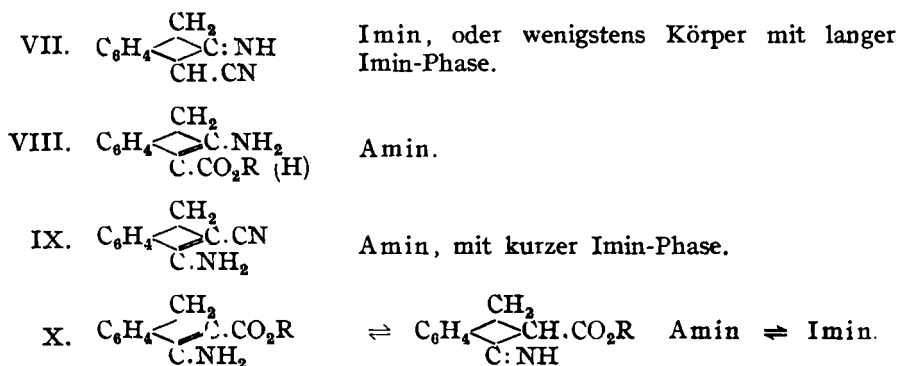 CH₂
VII. C₆H₄ C:NH Imin, oder wenigstens Körper mit langer
CH.CN Imin-Phase.
CH₂
VIII. C₆H₄ C.NH₂ Amin.
C.CO₂R (H)
CH₂
IX. C₆H₄ C.CN Amin, mit kurzer Imin-Phase.
C.NH₂
CH₂ CH₂
X. C₆H₄ C.CO₂R ⇌ C₆H₄ CH.CO₂R Amin ⇌ Imin.
C.NH₂ C:NH